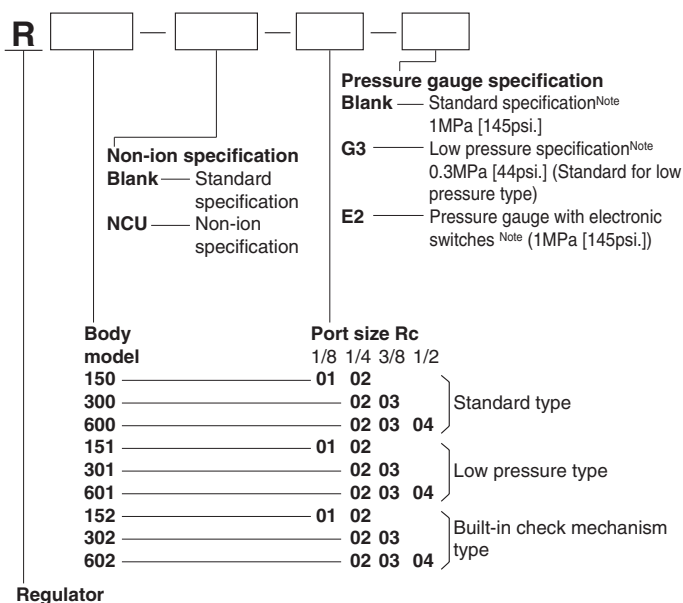 R
Pressure gauge specification
Blank Standard specificationNote
1MPa [145psi.]
G3 Low pressure specificationNote
0.3MPa [44psi.] (Standard for low
pressure type)
E2 Pressure gauge with electronic
switches Note (1MPa [145psi.])
Non-ion specification
Blank Standard
specification
NCU Non-ion
specification
Body
model
Port size Rc
1/8 1/4 3/8 1/2
150 01 02
300 02 03
600 02 03 04
Standard type
151 01 02
301 02 03
601 02 03 04
Low pressure type
152 01 02
302 02 03
602 02 03 04
Built-in check mechanism
type
Regulator